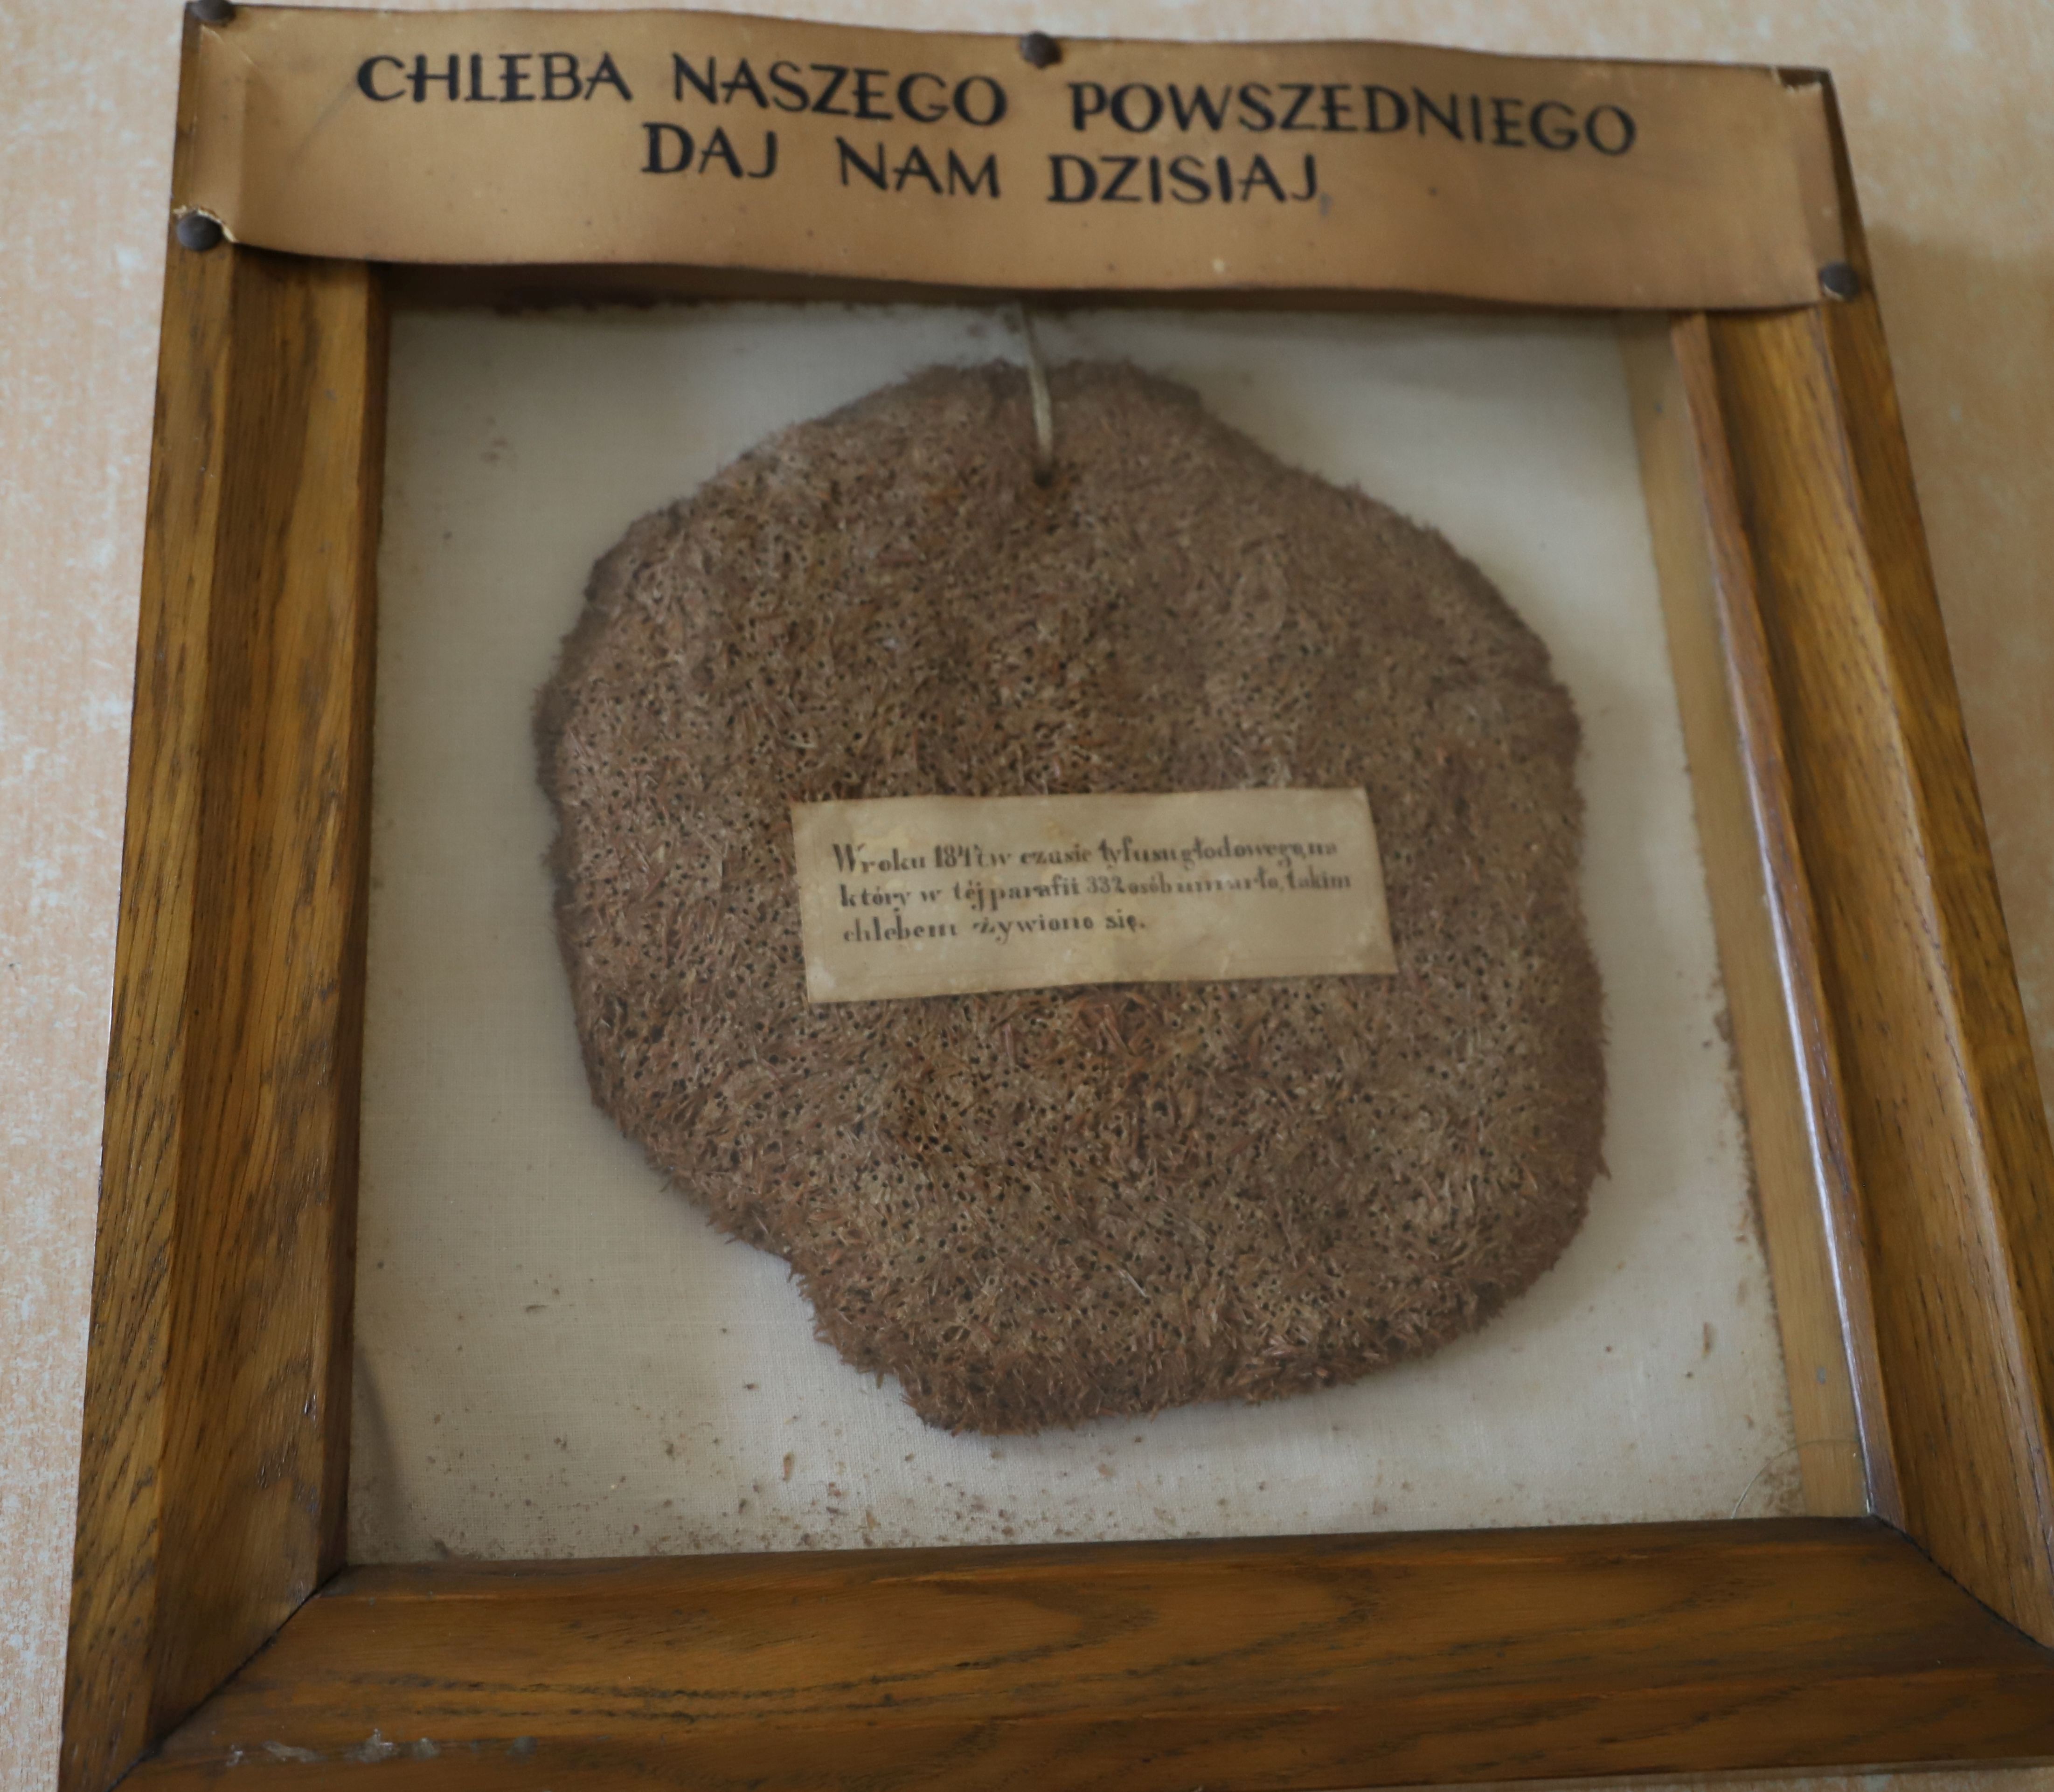 CHLEBA NASZEGO POWSZEDNIEGO
DAJ NAM DZISIAJ
W roku 1847 w czasie tyfusu głodowego, na
który w téj parafii 332 osób umarło, takim
chlebem żywiono się.